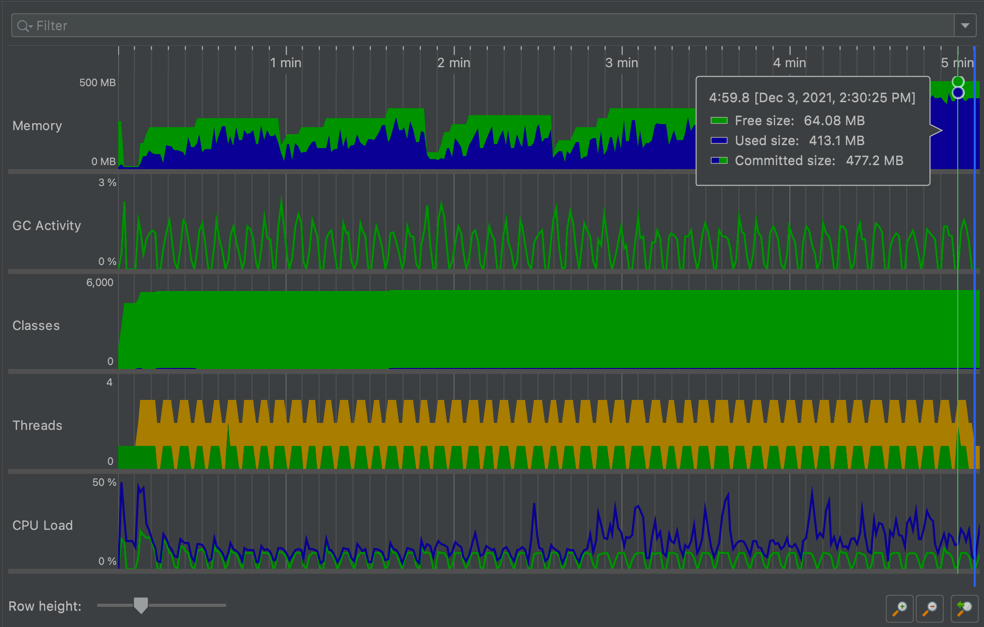 Filter
1 min 2 min 3 min 4 min 5 min
500 MB
Memory
0 MB
4:59.8 [Dec 3, 2021, 2:30:25 PM]
Free size: 64.08 MB
Used size: 413.1 MB
Committed size: 477.2 MB
3 %
GC Activity
0 %
6,000
Classes
0
4
Threads
0
50 %
CPU Load
0 %
Row height: